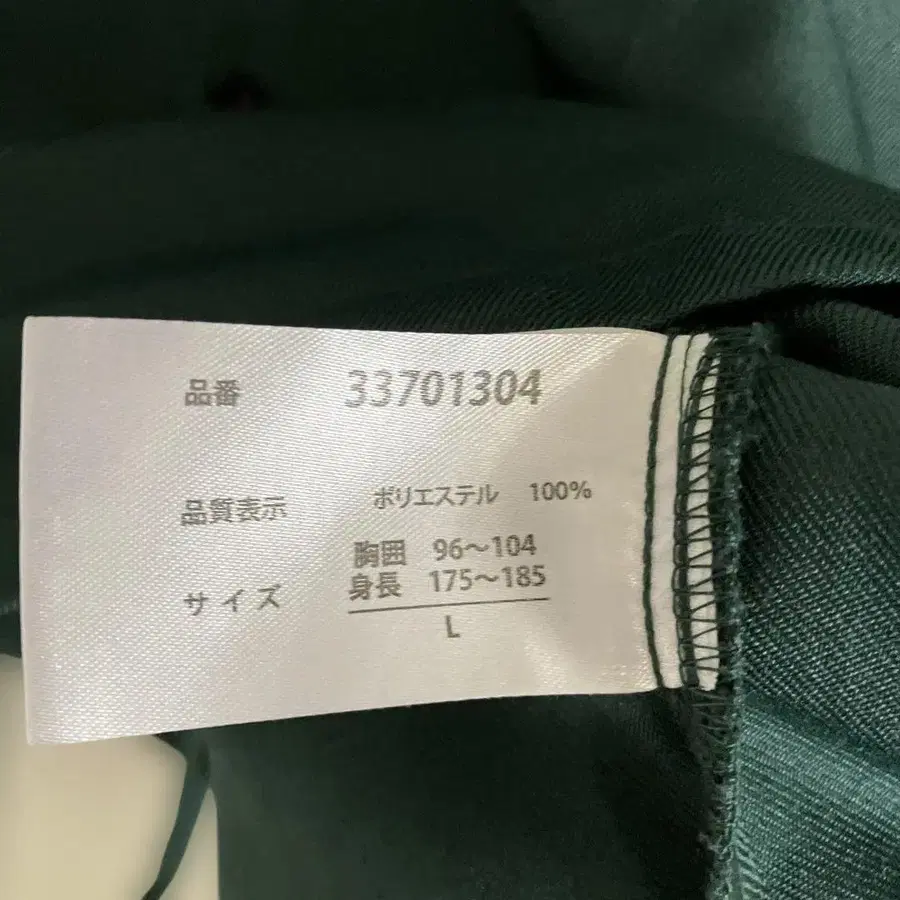 品番 33701304
品質表示 ポリエステル 100%
胸囲 96～104
サイズ 身長 175～185
L